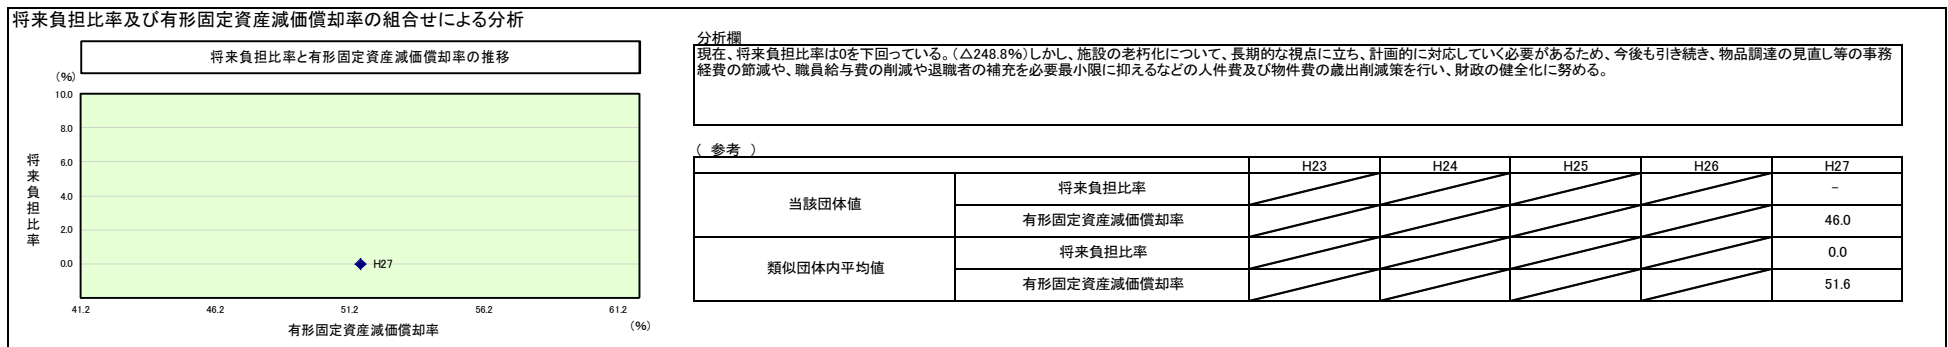 将来負担比率及び有形固定資産減価償却率の組合せによる分析
将来負担比率と有形固定資産減価償却率の推移
(%)
10.0
8.0
6.0
4.0
2.0
0.0
将来負担比率
H27
41.2 46.2 51.2 56.2 61.2
有形固定資産減価償却率
(%)
分析欄
現在、将来負担比率は0を下回っている。(△248.8%)しかし、施設の老朽化について、長期的な視点に立ち、計画的に対応していく必要があるため、今後も引き続き、物品調達の見直し等の事務
経費の節減や、職員給与費の削減や退職者の補充を必要最小限に抑えるなどの人件費及び物件費の歳出削減策を行い、財政の健全化に努める。
( 参考 )
H23 H24 H25 H26 H27
当該団体値
将来負担比率 -
有形固定資産減価償却率 46.0
類似団体内平均値
将来負担比率 0.0
有形固定資産減価償却率 51.6